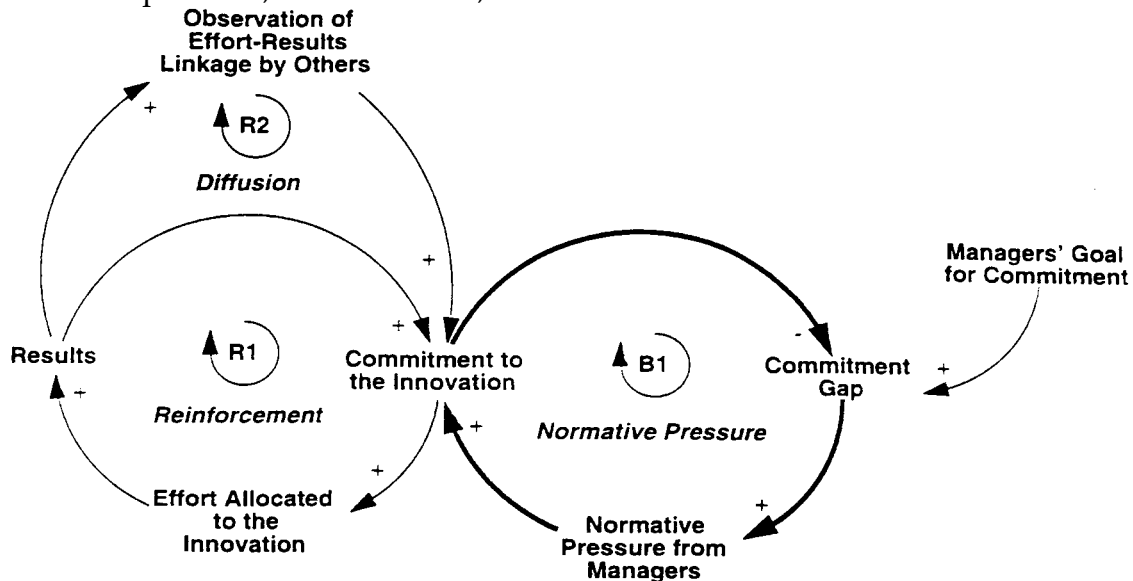 Observation of
Effort-Results
Linkage by Others
+
R2
Diffusion
+
Managers' Goal
for Commitment
Results
+
R1
Commitment to
the Innovation
-
B1
Commitment
Gap
+
+
Reinforcement
+
Normative Pressure
+
Effort Allocated
to the
Innovation
+
Normative
Pressure from
Managers